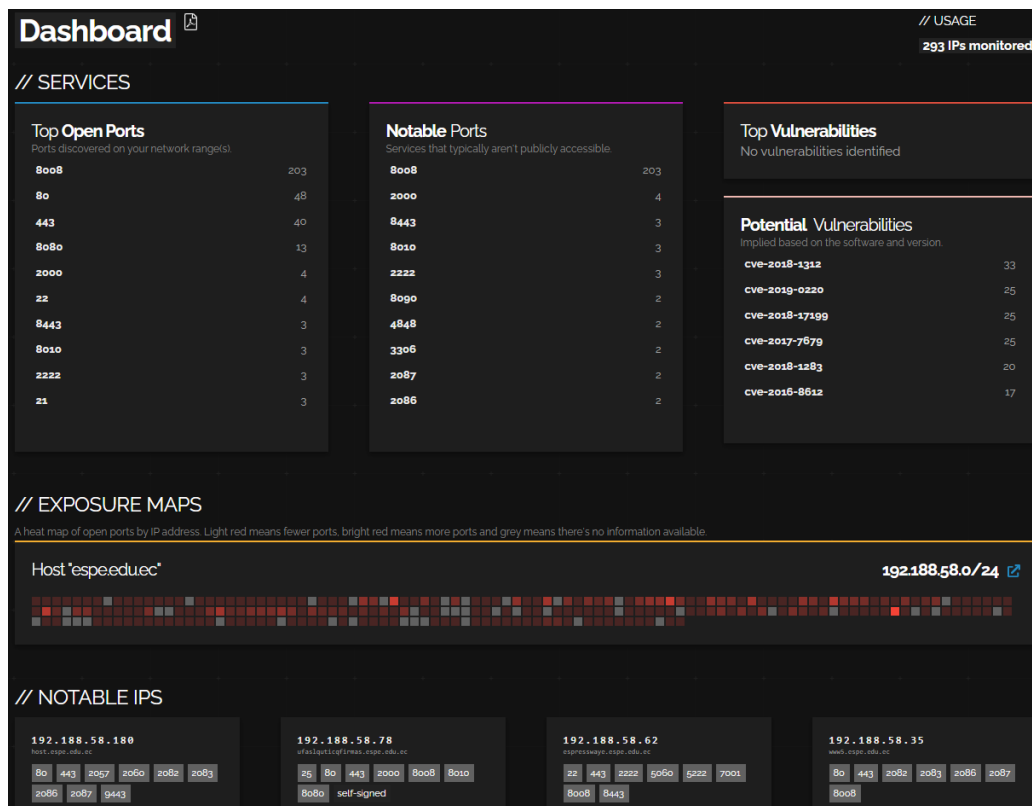 Dashboard
// USAGE
293 IPs monitored
// SERVICES
Top Open Ports
Ports discovered on your network range(s).
8008 203
80 48
443 40
8080 13
2000 4
22 4
8443 3
8010 3
2222 3
21 3
Notable Ports
Services that typically aren't publicly accessible.
8008 203
2000 4
8443 3
8010 3
2222 3
8090 2
4848 2
3306 2
2087 2
2086 2
Top Vulnerabilities
No vulnerabilities identified
Potential Vulnerabilities
Implied based on the software and version.
cve-2018-1312 33
cve-2019-0220 25
cve-2018-17199 25
cve-2017-7679 25
cve-2018-1283 20
cve-2016-8612 17
// EXPOSURE MAPS
A heat map of open ports by IP address. Light red means fewer ports, bright red means more ports and grey means there's no information available.
Host "espe.edu.ec" 192.188.58.0/24
// NOTABLE IPS
192.188.58.180
host.espe.edu.ec
80 443 2057 2060 2082 2083
2086 2087 9443
192.188.58.78
ufaslguticqfirmas.espe.edu.ec
25 80 443 2000 8008 8010
8080 self-signed
192.188.58.62
espresswaye.espe.edu.ec
22 443 2222 5060 5222 7001
8008 8443
192.188.58.35
www5.espe.edu.ec
80 443 2082 2083 2086 2087
8008